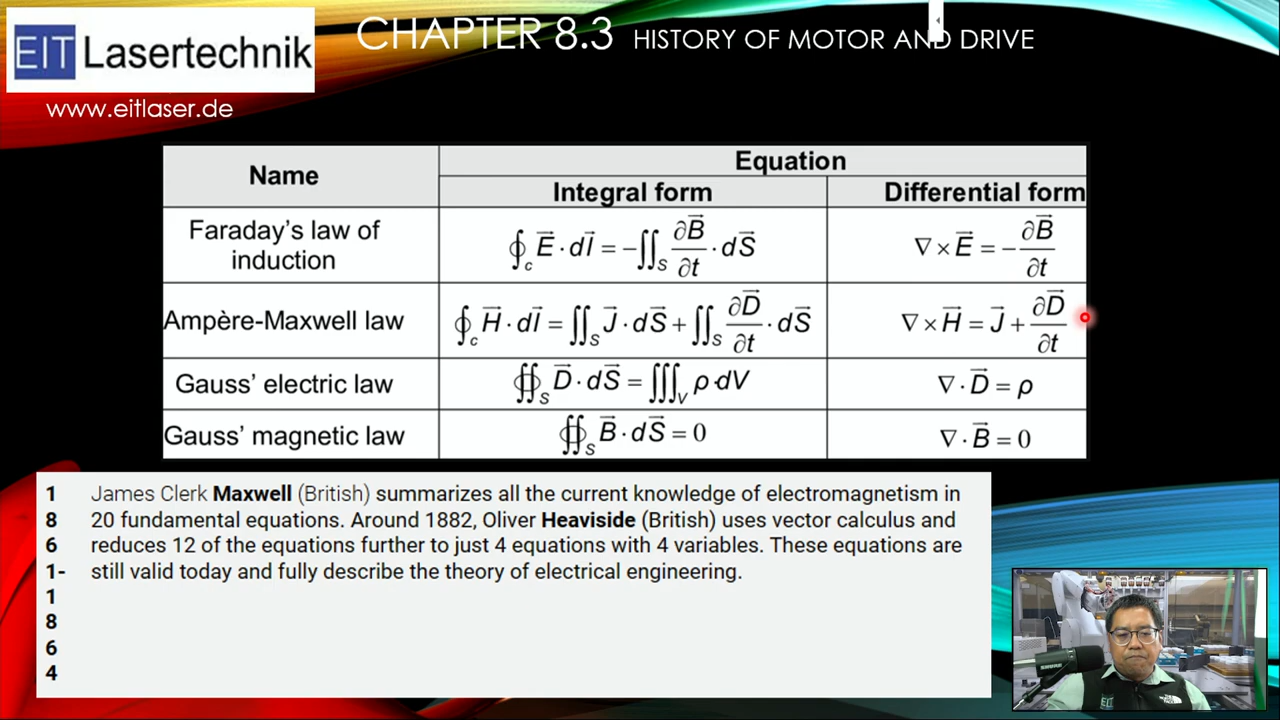 EIT Lasertechnik
CHAPTER 8.3 HISTORY OF MOTOR AND DRIVE
www.eitlaser.de
Name
Equation
Integral form
Differential form
Faraday's law of
induction
∮c E⃗ · dl⃗ = −∬S ∂B⃗/∂t · dS⃗
∇ × E⃗ = − ∂B⃗/∂t
Ampère-Maxwell law
∮c H⃗ · dl⃗ = ∬S J⃗ · dS⃗ + ∬S ∂D⃗/∂t · dS⃗
∇ × H⃗ = J⃗ + ∂D⃗/∂t
Gauss' electric law
∯S D⃗ · dS⃗ = ∭V ρ·dV
∇ · D⃗ = ρ
Gauss' magnetic law
∯S B⃗ · dS⃗ = 0
∇ · B⃗ = 0
1 James Clerk Maxwell (British) summarizes all the current knowledge of electromagnetism in
8 20 fundamental equations. Around 1882, Oliver Heaviside (British) uses vector calculus and
6 reduces 12 of the equations further to just 4 equations with 4 variables. These equations are
1- still valid today and fully describe the theory of electrical engineering.
1
8
6
4
SHURE
EIT